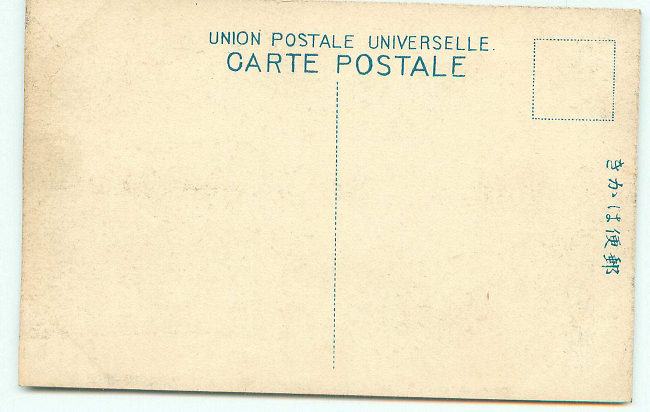 UNION POSTALE UNIVERSELLE.
CARTE POSTALE
郵便はかき